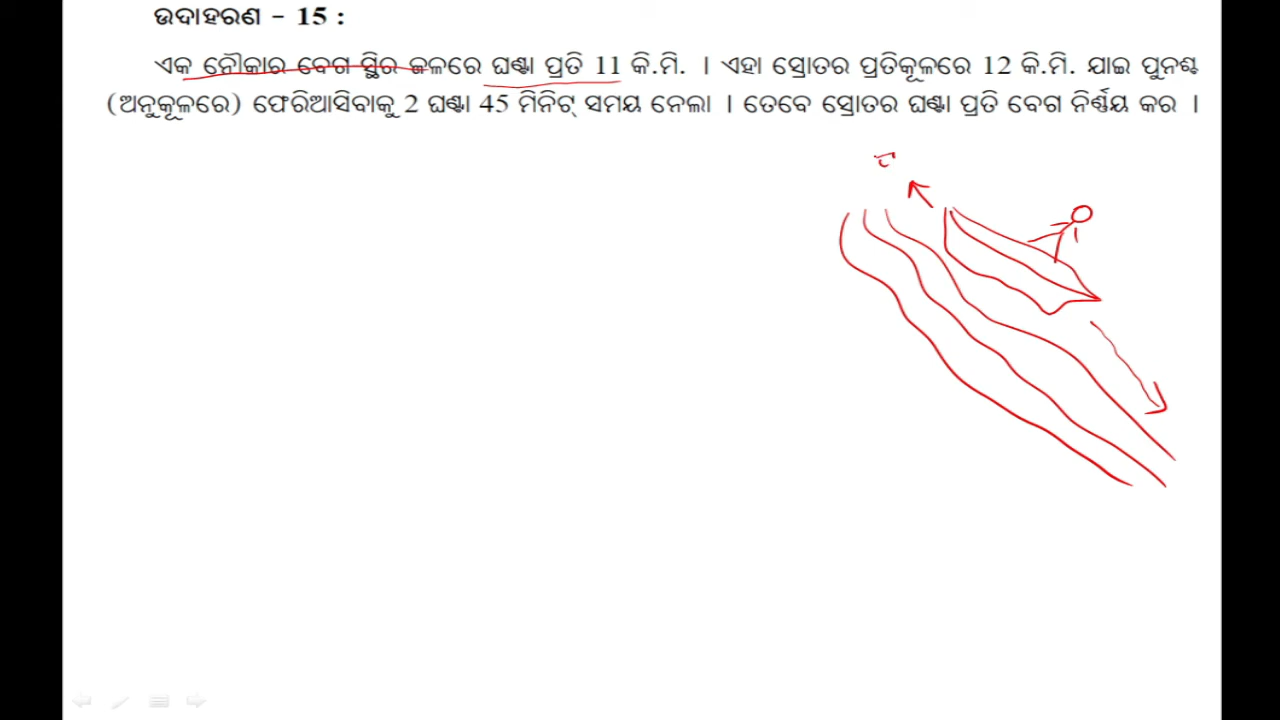 ଉଦାହରଣ - 15 :
ଏକ ନୌକାର ବେଗ ସ୍ଥିର ଜଳରେ ଘଣ୍ଟା ପ୍ରତି 11 କି.ମି. । ଏହା ସ୍ରୋତର ପ୍ରତିକୂଳରେ 12 କି.ମି. ଯାଇ ପୁନଶ୍ଚ
(ଅନୁକୂଳରେ) ଫେରିଆସିବାକୁ 2 ଘଣ୍ଟା 45 ମିନିଟ୍ ସମୟ ନେଲା । ତେବେ ସ୍ରୋତର ଘଣ୍ଟା ପ୍ରତି ବେଗ ନିର୍ଣ୍ଣୟ କର ।